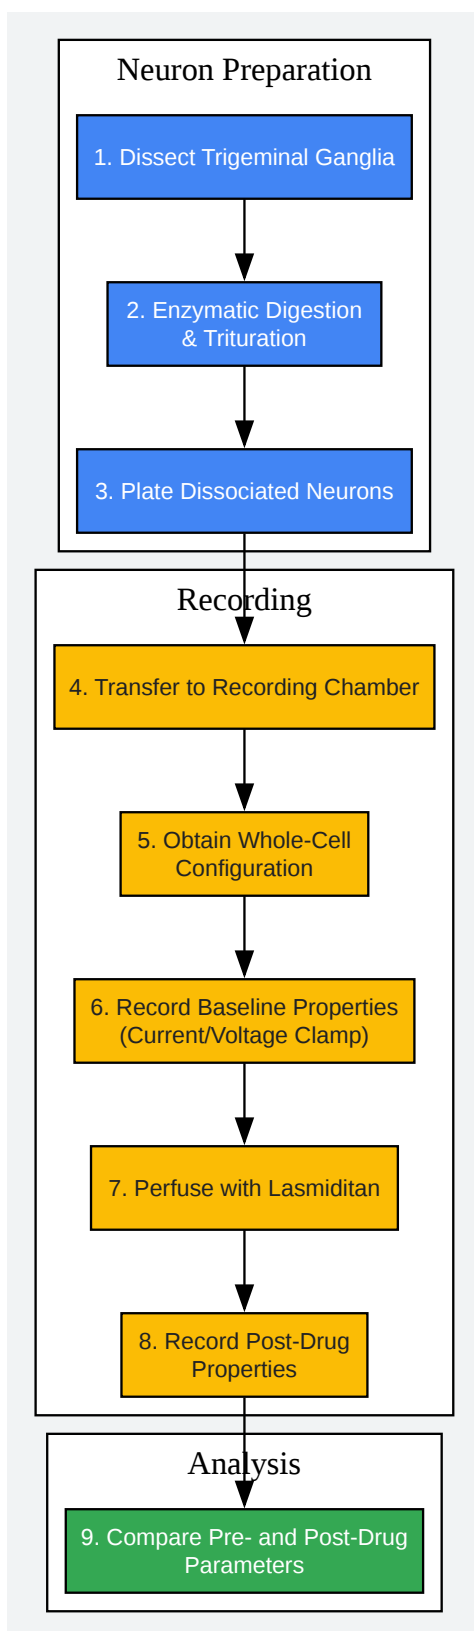 Neuron Preparation
1. Dissect Trigeminal Ganglia
2. Enzymatic Digestion
& Trituration
3. Plate Dissociated Neurons
Recording
4. Transfer to Recording Chamber
5. Obtain Whole-Cell
Configuration
6. Record Baseline Properties
(Current/Voltage Clamp)
7. Perfuse with Lasmiditan
8. Record Post-Drug
Properties
Analysis
9. Compare Pre- and Post-Drug
Parameters